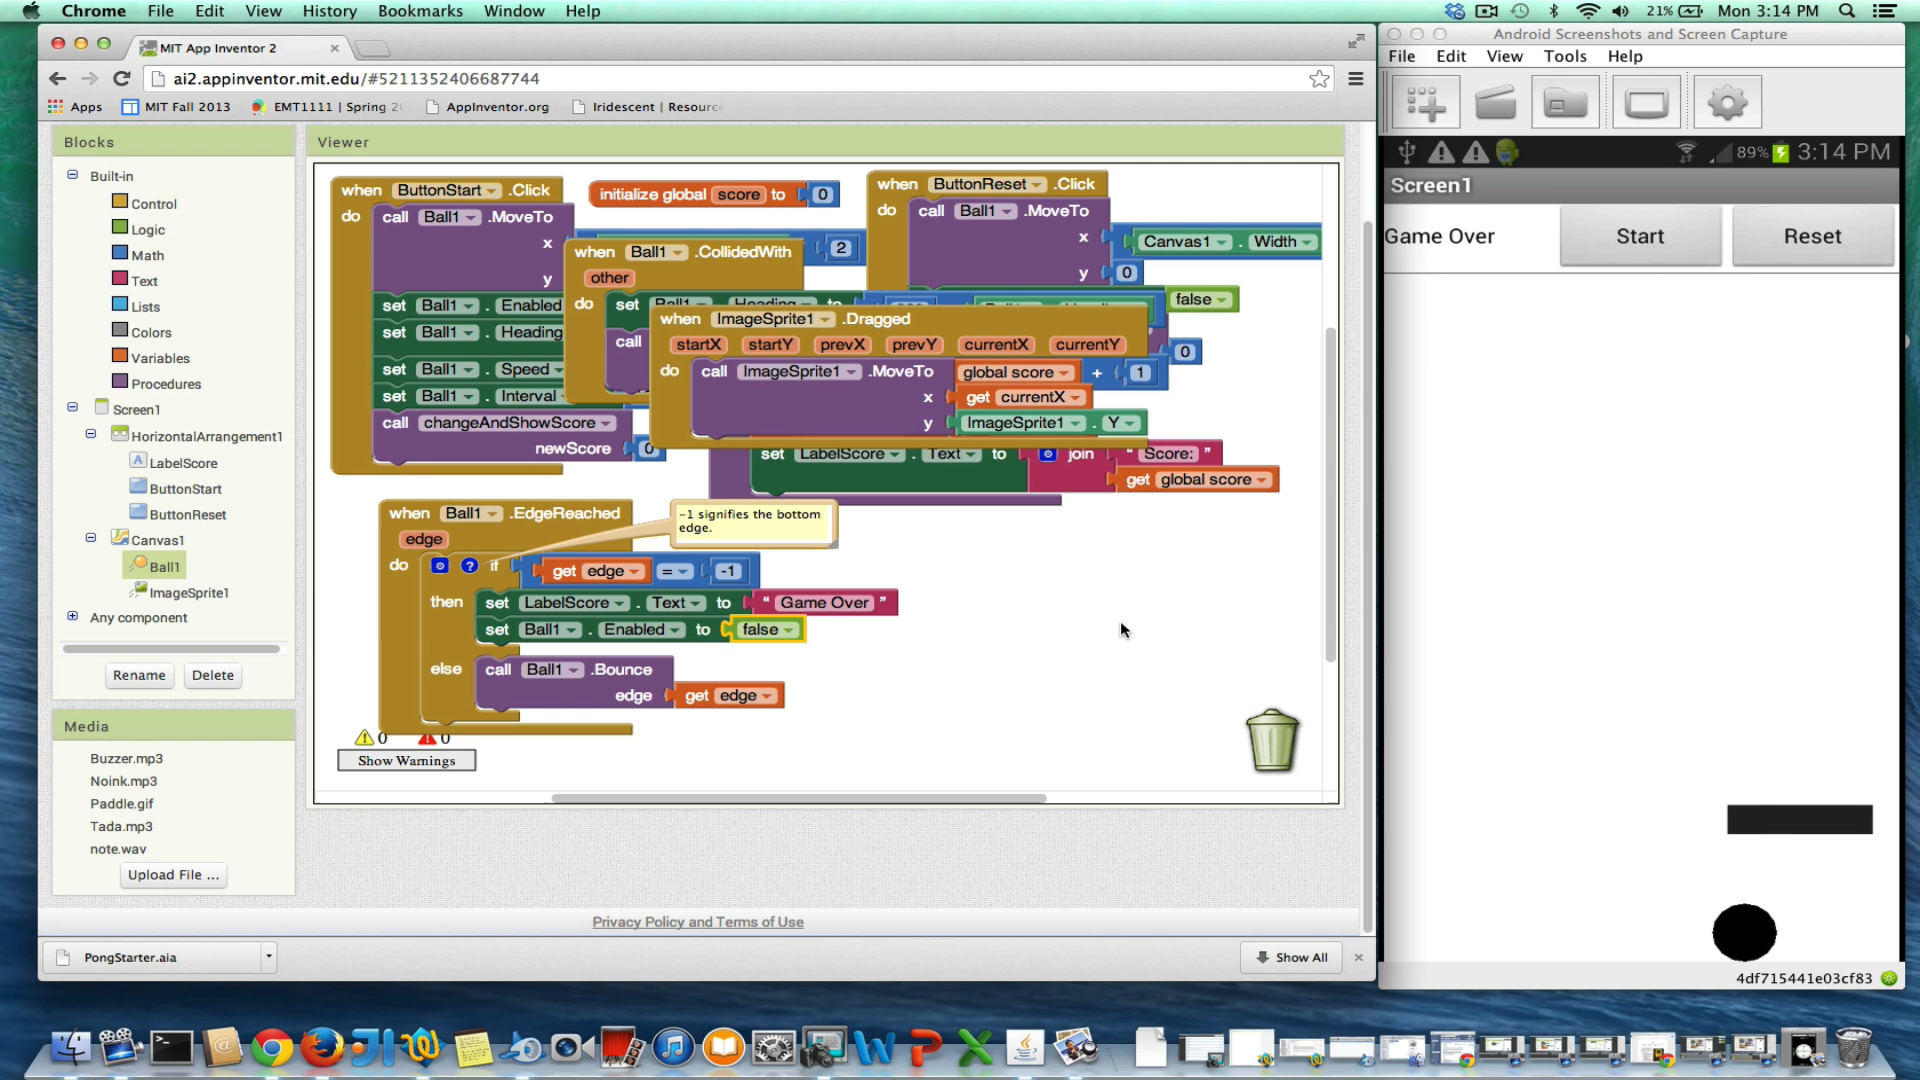 Chrome File Edit View History Bookmarks Window Help 21% Mon 3:14 PM
MIT App Inventor 2
ai2.appinventor.mit.edu/#5211352406687744
Apps MIT Fall 2013 EMT1111 | Spring AppInventor.org Iridescent | Resourc
Blocks
Built-in
Control
Logic
Math
Text
Lists
Colors
Variables
Procedures
Screen1
HorizontalArrangement1
LabelScore
ButtonStart
ButtonReset
Canvas1
Ball1
ImageSprite1
Any component
Rename Delete
Media
Buzzer.mp3
Noink.mp3
Paddle.gif
Tada.mp3
note.wav
Upload File ...
Viewer
when ButtonStart .Click
do call Ball1 .MoveTo
x
y
set Ball1 . Enabled
set Ball1 . Heading
set Ball1 . Speed
set Ball1 . Interval
call changeAndShowScore
newScore 0
initialize global score to 0
when ButtonReset .Click
do call Ball1 .MoveTo
x Canvas1 . Width
y 0
false
0
when Ball1 .CollidedWith 2
other
do set Ball1 . Heading to
call
when ImageSprite1 .Dragged
startX startY prevX prevY currentX currentY
do call ImageSprite1 .MoveTo
x get currentX
y ImageSprite1 . Y
global score + 1
set LabelScore . Text to join " Score: "
get global score
when Ball1 .EdgeReached
edge
-1 signifies the bottom
edge.
do ? if get edge = -1
then set LabelScore . Text to " Game Over "
set Ball1 . Enabled to false
else call Ball1 .Bounce
edge get edge
0 0
Show Warnings
Privacy Policy and Terms of Use
PongStarter.aia Show All
Android Screenshots and Screen Capture
File Edit View Tools Help
89% 3:14 PM
Screen1
Game Over Start Reset
4df715441e03cf83